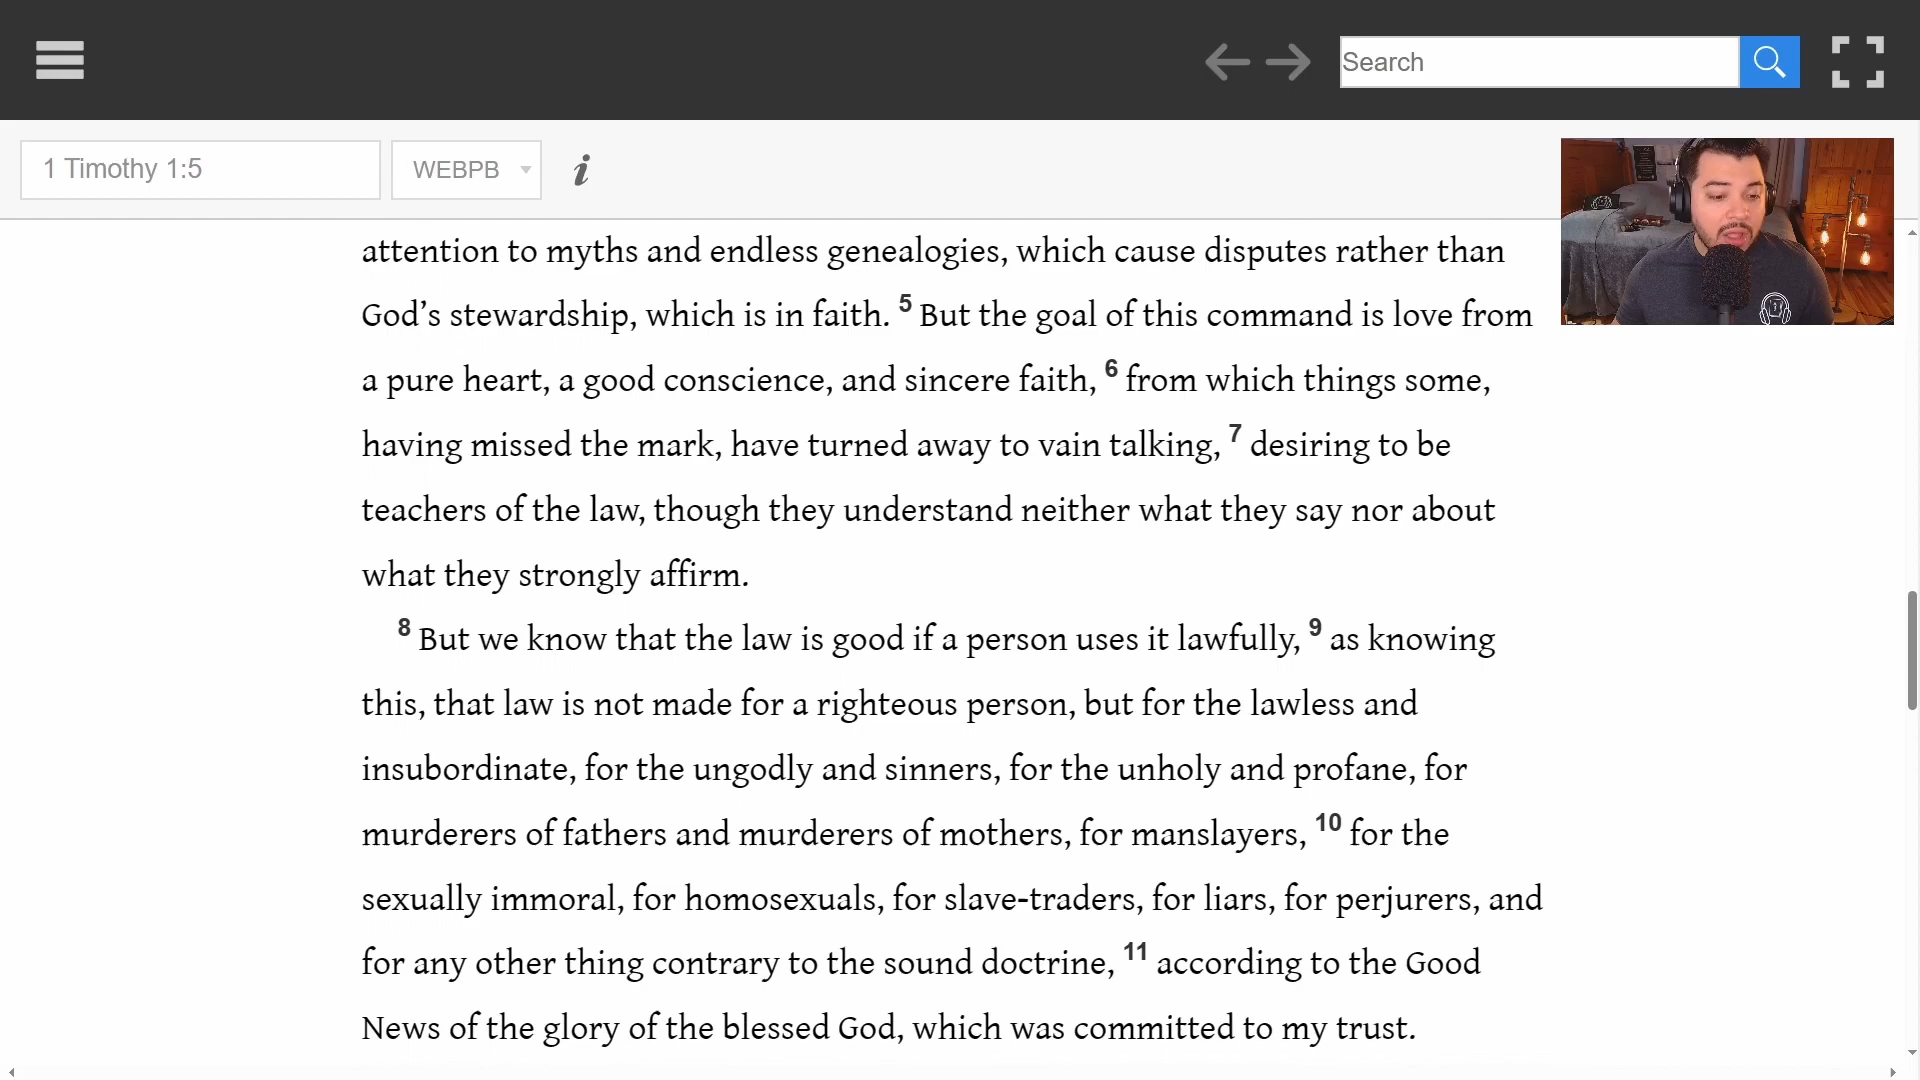 Search
1 Timothy 1:5
WEBPB
attention to myths and endless genealogies, which cause disputes rather than
God’s stewardship, which is in faith. 5 But the goal of this command is love from
a pure heart, a good conscience, and sincere faith, 6 from which things some,
having missed the mark, have turned away to vain talking, 7 desiring to be
teachers of the law, though they understand neither what they say nor about
what they strongly affirm.
8 But we know that the law is good if a person uses it lawfully, 9 as knowing
this, that law is not made for a righteous person, but for the lawless and
insubordinate, for the ungodly and sinners, for the unholy and profane, for
murderers of fathers and murderers of mothers, for manslayers, 10 for the
sexually immoral, for homosexuals, for slave-traders, for liars, for perjurers, and
for any other thing contrary to the sound doctrine, 11 according to the Good
News of the glory of the blessed God, which was committed to my trust.